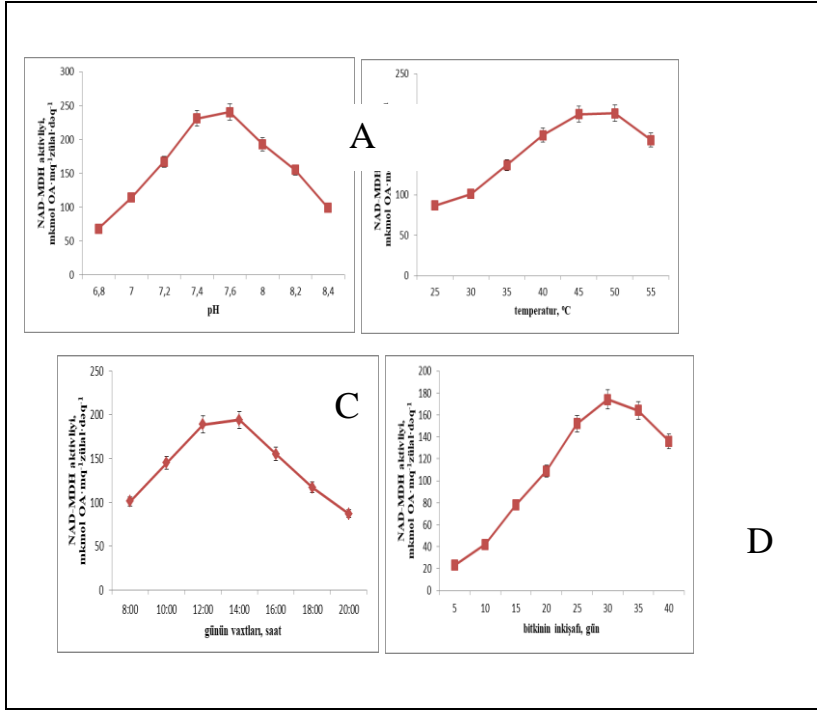 300
250
200
150
100
50
0
6,8 7 7,2 7,4 7,6 8 8,2 8,4
pH
NAD-MDH aktivliyi,
mkmol OA·mq⁻¹zülal·dəq⁻¹
A
250
100
50
0
25 30 35 40 45 50 55
temperatur, ⁰C
250
200
150
100
50
0
8:00 10:00 12:00 14:00 16:00 18:00 20:00
günün vaxtları, saat
NAD-MDH aktivliyi,
mkmol OA·mq⁻¹zülal·dəq⁻¹
C
200
180
160
140
120
100
80
60
40
20
0
5 10 15 20 25 30 35 40
bitkinin inkişafı, gün
NAD-MDH aktivliyi,
mkmol OA·mq⁻¹zülal·dəq⁻¹
D